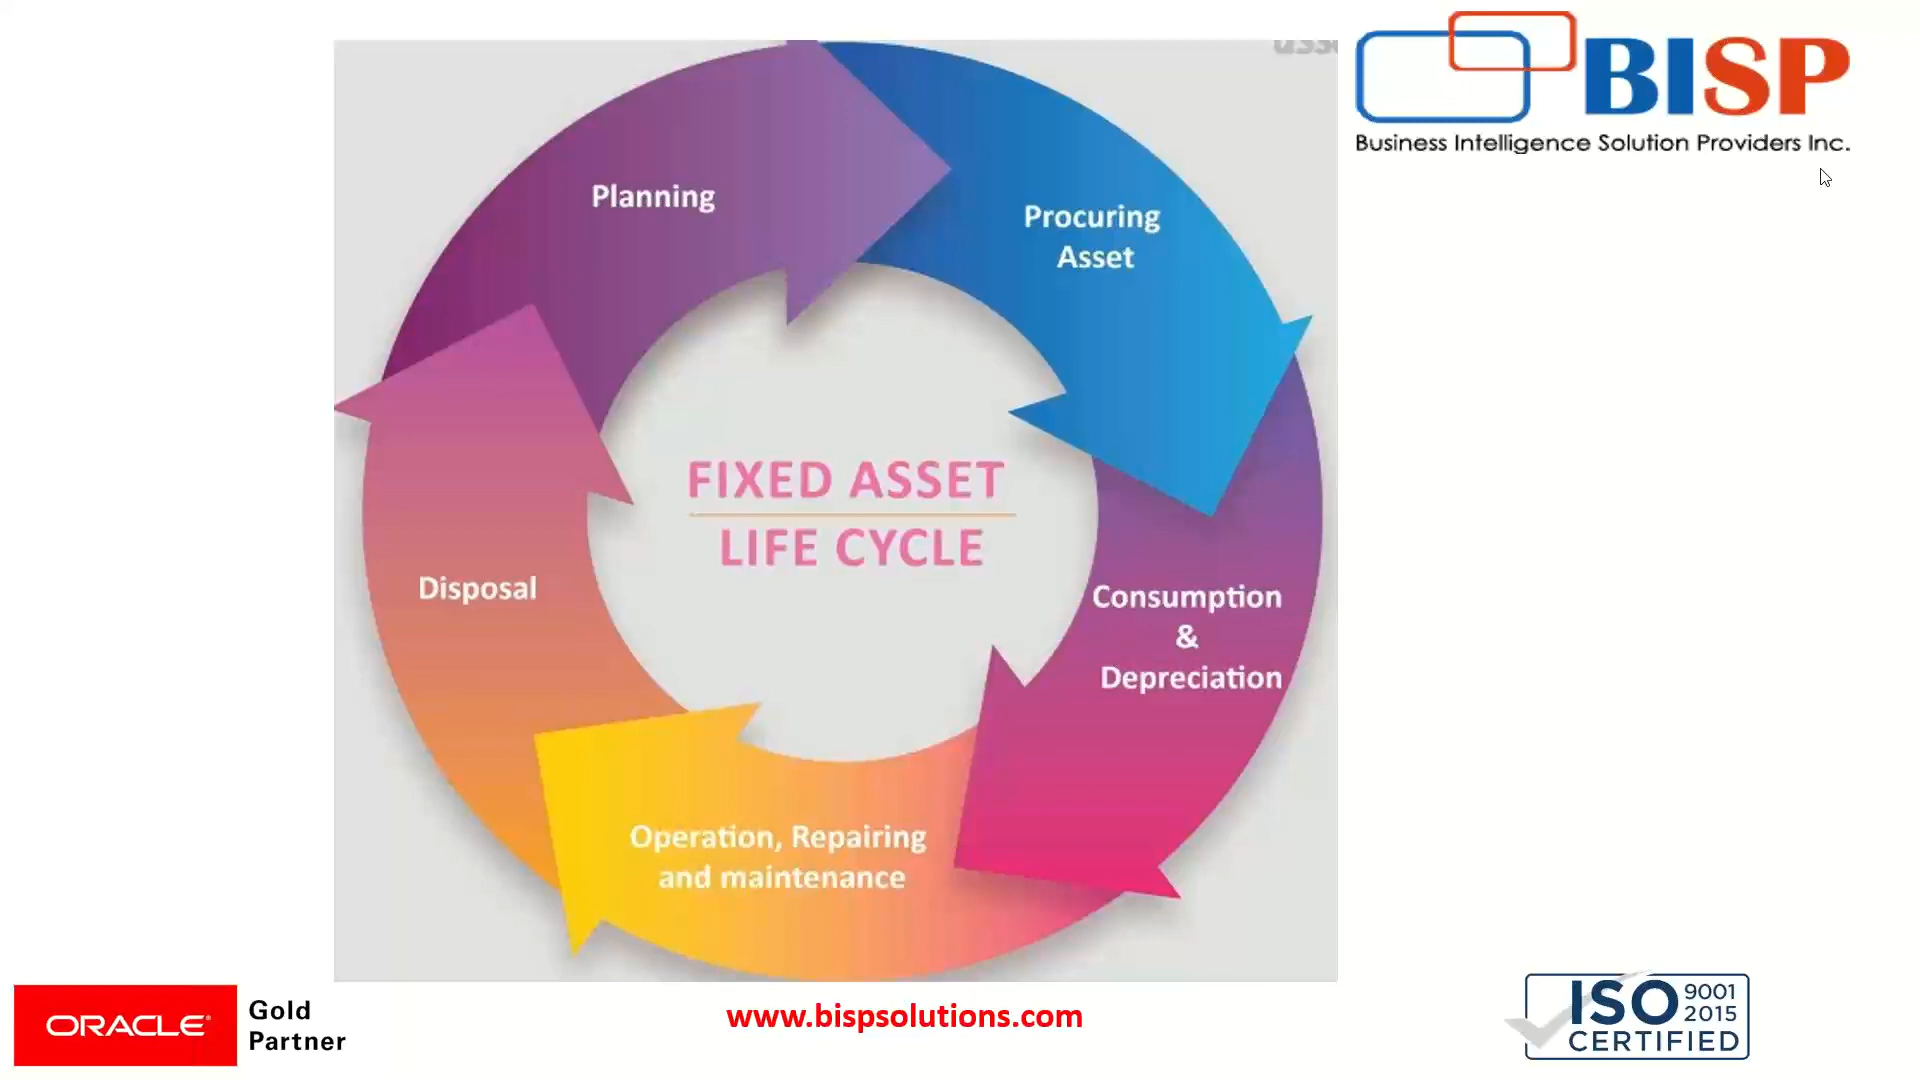 BISP
Business Intelligence Solution Providers Inc.
Planning
Procuring
Asset
FIXED ASSET
LIFE CYCLE
Disposal
Consumption
&
Depreciation
Operation, Repairing
and maintenance
ORACLE
Gold
Partner
www.bispsolutions.com
ISO 9001
2015
CERTIFIED